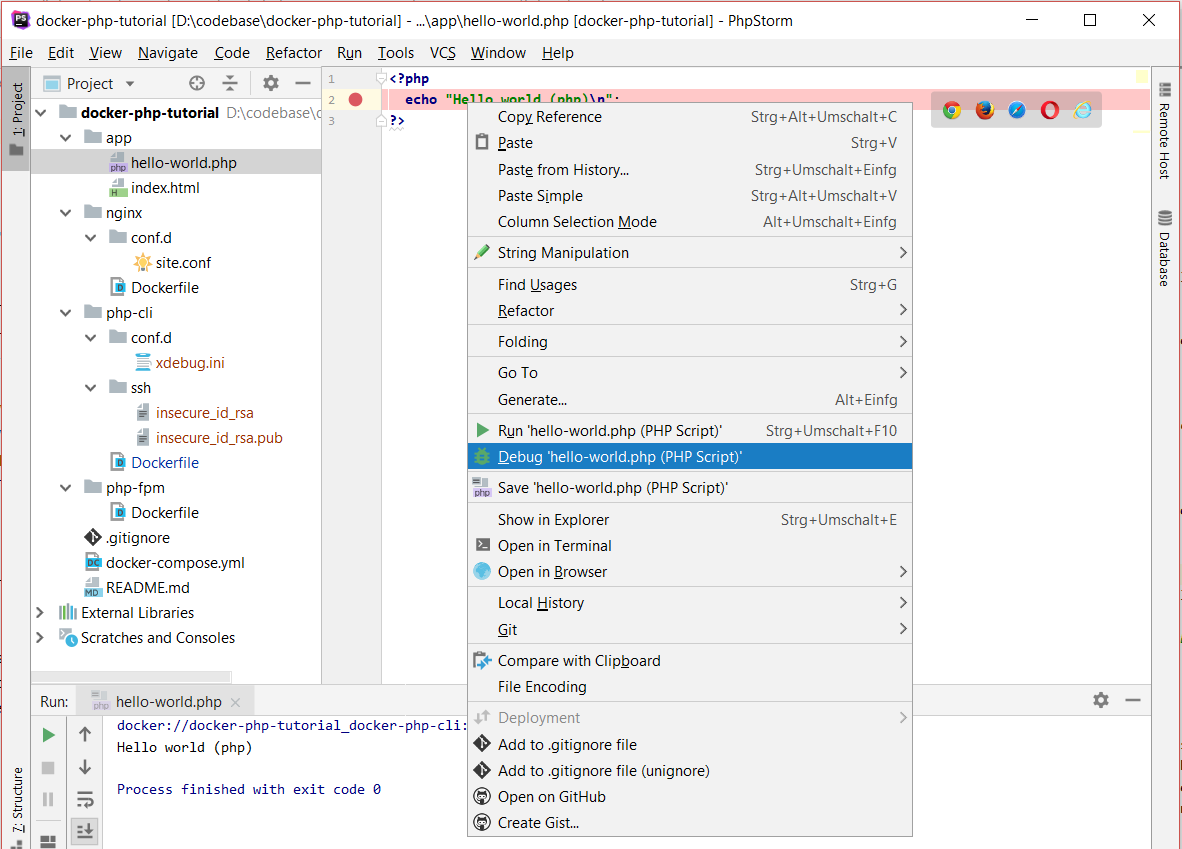 docker-php-tutorial [D:\codebase\docker-php-tutorial] - ...\app\hello-world.php [docker-php-tutorial] - PhpStorm
File Edit View Navigate Code Refactor Run Tools VCS Window Help
1: Project
Project
docker-php-tutorial D:\codebase\d
app
hello-world.php
index.html
nginx
conf.d
site.conf
Dockerfile
php-cli
conf.d
xdebug.ini
ssh
insecure_id_rsa
insecure_id_rsa.pub
Dockerfile
php-fpm
Dockerfile
.gitignore
docker-compose.yml
README.md
External Libraries
Scratches and Consoles
1 <?php
2 echo "Hello world (php)\n";
3 ?>
Copy Reference Strg+Alt+Umschalt+C
Paste Strg+V
Paste from History... Strg+Umschalt+Einfg
Paste Simple Strg+Alt+Umschalt+V
Column Selection Mode Alt+Umschalt+Einfg
String Manipulation
Find Usages Strg+G
Refactor
Folding
Go To
Generate... Alt+Einfg
Run 'hello-world.php (PHP Script)' Strg+Umschalt+F10
Debug 'hello-world.php (PHP Script)'
Save 'hello-world.php (PHP Script)'
Show in Explorer Strg+Umschalt+E
Open in Terminal
Open in Browser
Local History
Git
Compare with Clipboard
File Encoding
Deployment
Add to .gitignore file
Add to .gitignore file (unignore)
Open on GitHub
Create Gist...
Remote Host
Database
Run: hello-world.php
docker://docker-php-tutorial_docker-php-cli:
Hello world (php)
Process finished with exit code 0
7: Structure